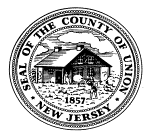 SEAL OF THE COUNTY OF UNION
1857
NEW JERSEY